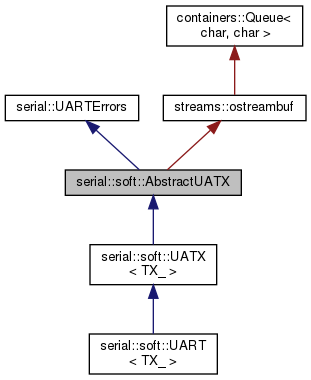 containers::Queue<
char, char >
serial::UARTErrors
streams::ostreambuf
serial::soft::AbstractUATX
serial::soft::UATX
< TX_ >
serial::soft::UART
< TX_ >